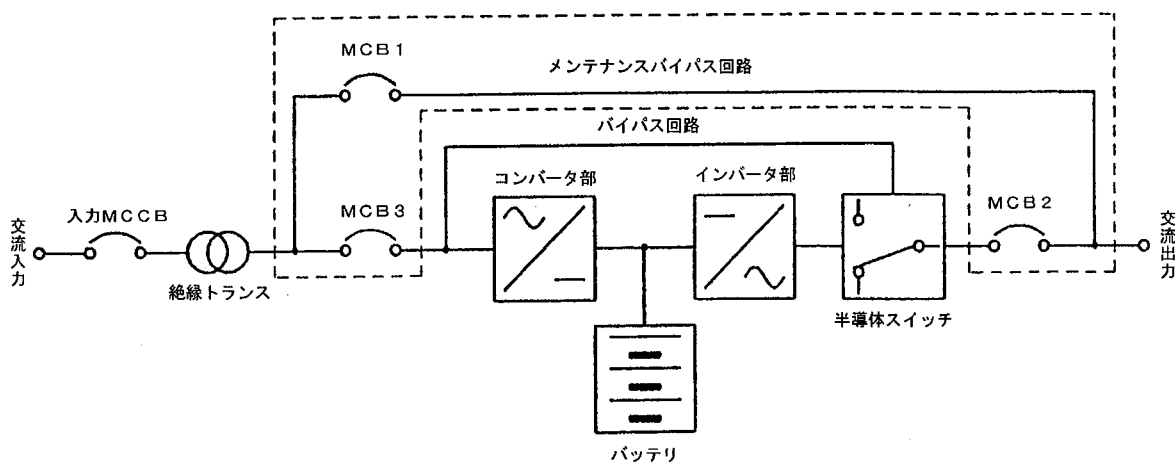 MCB1
メンテナンスバイパス回路
バイパス回路
コンバータ部
インバータ部
交流入力
入力MCCB
MCB3
MCB2
交流出力
絶縁トランス
半導体スイッチ
バッテリ